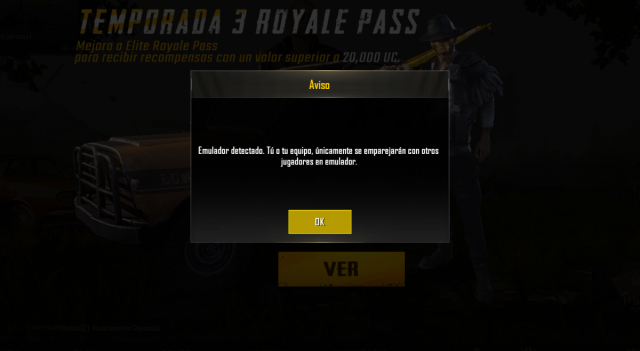 TEMPORADA 3 ROYALE PASS
Mejora a Elite Royale Pass
para recibir recompensas con un valor superior a 20,000 UC.
Aviso
Emulador detectado. Tú o tu equipo, únicamente se emparejarán con otros
jugadores en emulador.
OK
VER